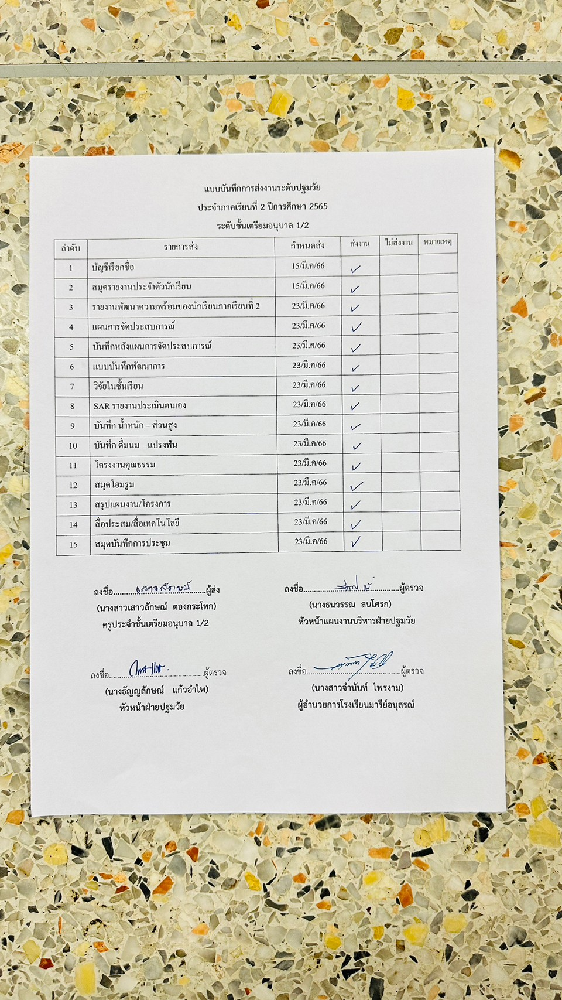 แบบบันทึกการส่งงานระดับปฐมวัย
ประจำภาคเรียนที่ 2 ปีการศึกษา 2565
ระดับชั้นเตรียมอนุบาล 1/2
ลำดับ รายการส่ง กำหนดส่ง ส่งงาน ไม่ส่งงาน หมายเหตุ
1 บัญชีเรียกชื่อ 15/มี.ค/66 ✓
2 สมุดรายงานประจำตัวนักเรียน 15/มี.ค/66 ✓
3 รายงานพัฒนาความพร้อมของนักเรียนภาคเรียนที่ 2 23/มี.ค/66 ✓
4 แผนการจัดประสบการณ์ 23/มี.ค/66 ✓
5 บันทึกหลังแผนการจัดประสบการณ์ 23/มี.ค/66 ✓
6 แบบบันทึกพัฒนาการ 23/มี.ค/66 ✓
7 วิจัยในชั้นเรียน 23/มี.ค/66 ✓
8 SAR รายงานประเมินตนเอง 23/มี.ค/66 ✓
9 บันทึก น้ำหนัก – ส่วนสูง 23/มี.ค/66 ✓
10 บันทึก ดื่มนม – แปรงฟัน 23/มี.ค/66 ✓
11 โครงงานคุณธรรม 23/มี.ค/66 ✓
12 สมุดโฮมรูม 23/มี.ค/66 ✓
13 สรุปแผนงาน/โครงการ 23/มี.ค/66 ✓
14 สื่อประสม/สื่อเทคโนโลยี 23/มี.ค/66 ✓
15 สมุดบันทึกการประชุม 23/มี.ค/66 ✓
ลงชื่อ เสาวลักษณ์ ผู้ส่ง ลงชื่อ ผู้ตรวจ
(นางสาวเสาวลักษณ์ ตองกระโทก) (นางธนวรรณ สนโศรก)
ครูประจำชั้นเตรียมอนุบาล 1/2 หัวหน้าแผนงานบริหารฝ่ายปฐมวัย
ลงชื่อ ผู้ตรวจ ลงชื่อ ผู้ตรวจ
(นางธัญญลักษณ์ แก้วอำไพ) (นางสาวจำนันท์ ไพรงาม)
หัวหน้าฝ่ายปฐมวัย ผู้อำนวยการโรงเรียนมารีย์อนุสรณ์